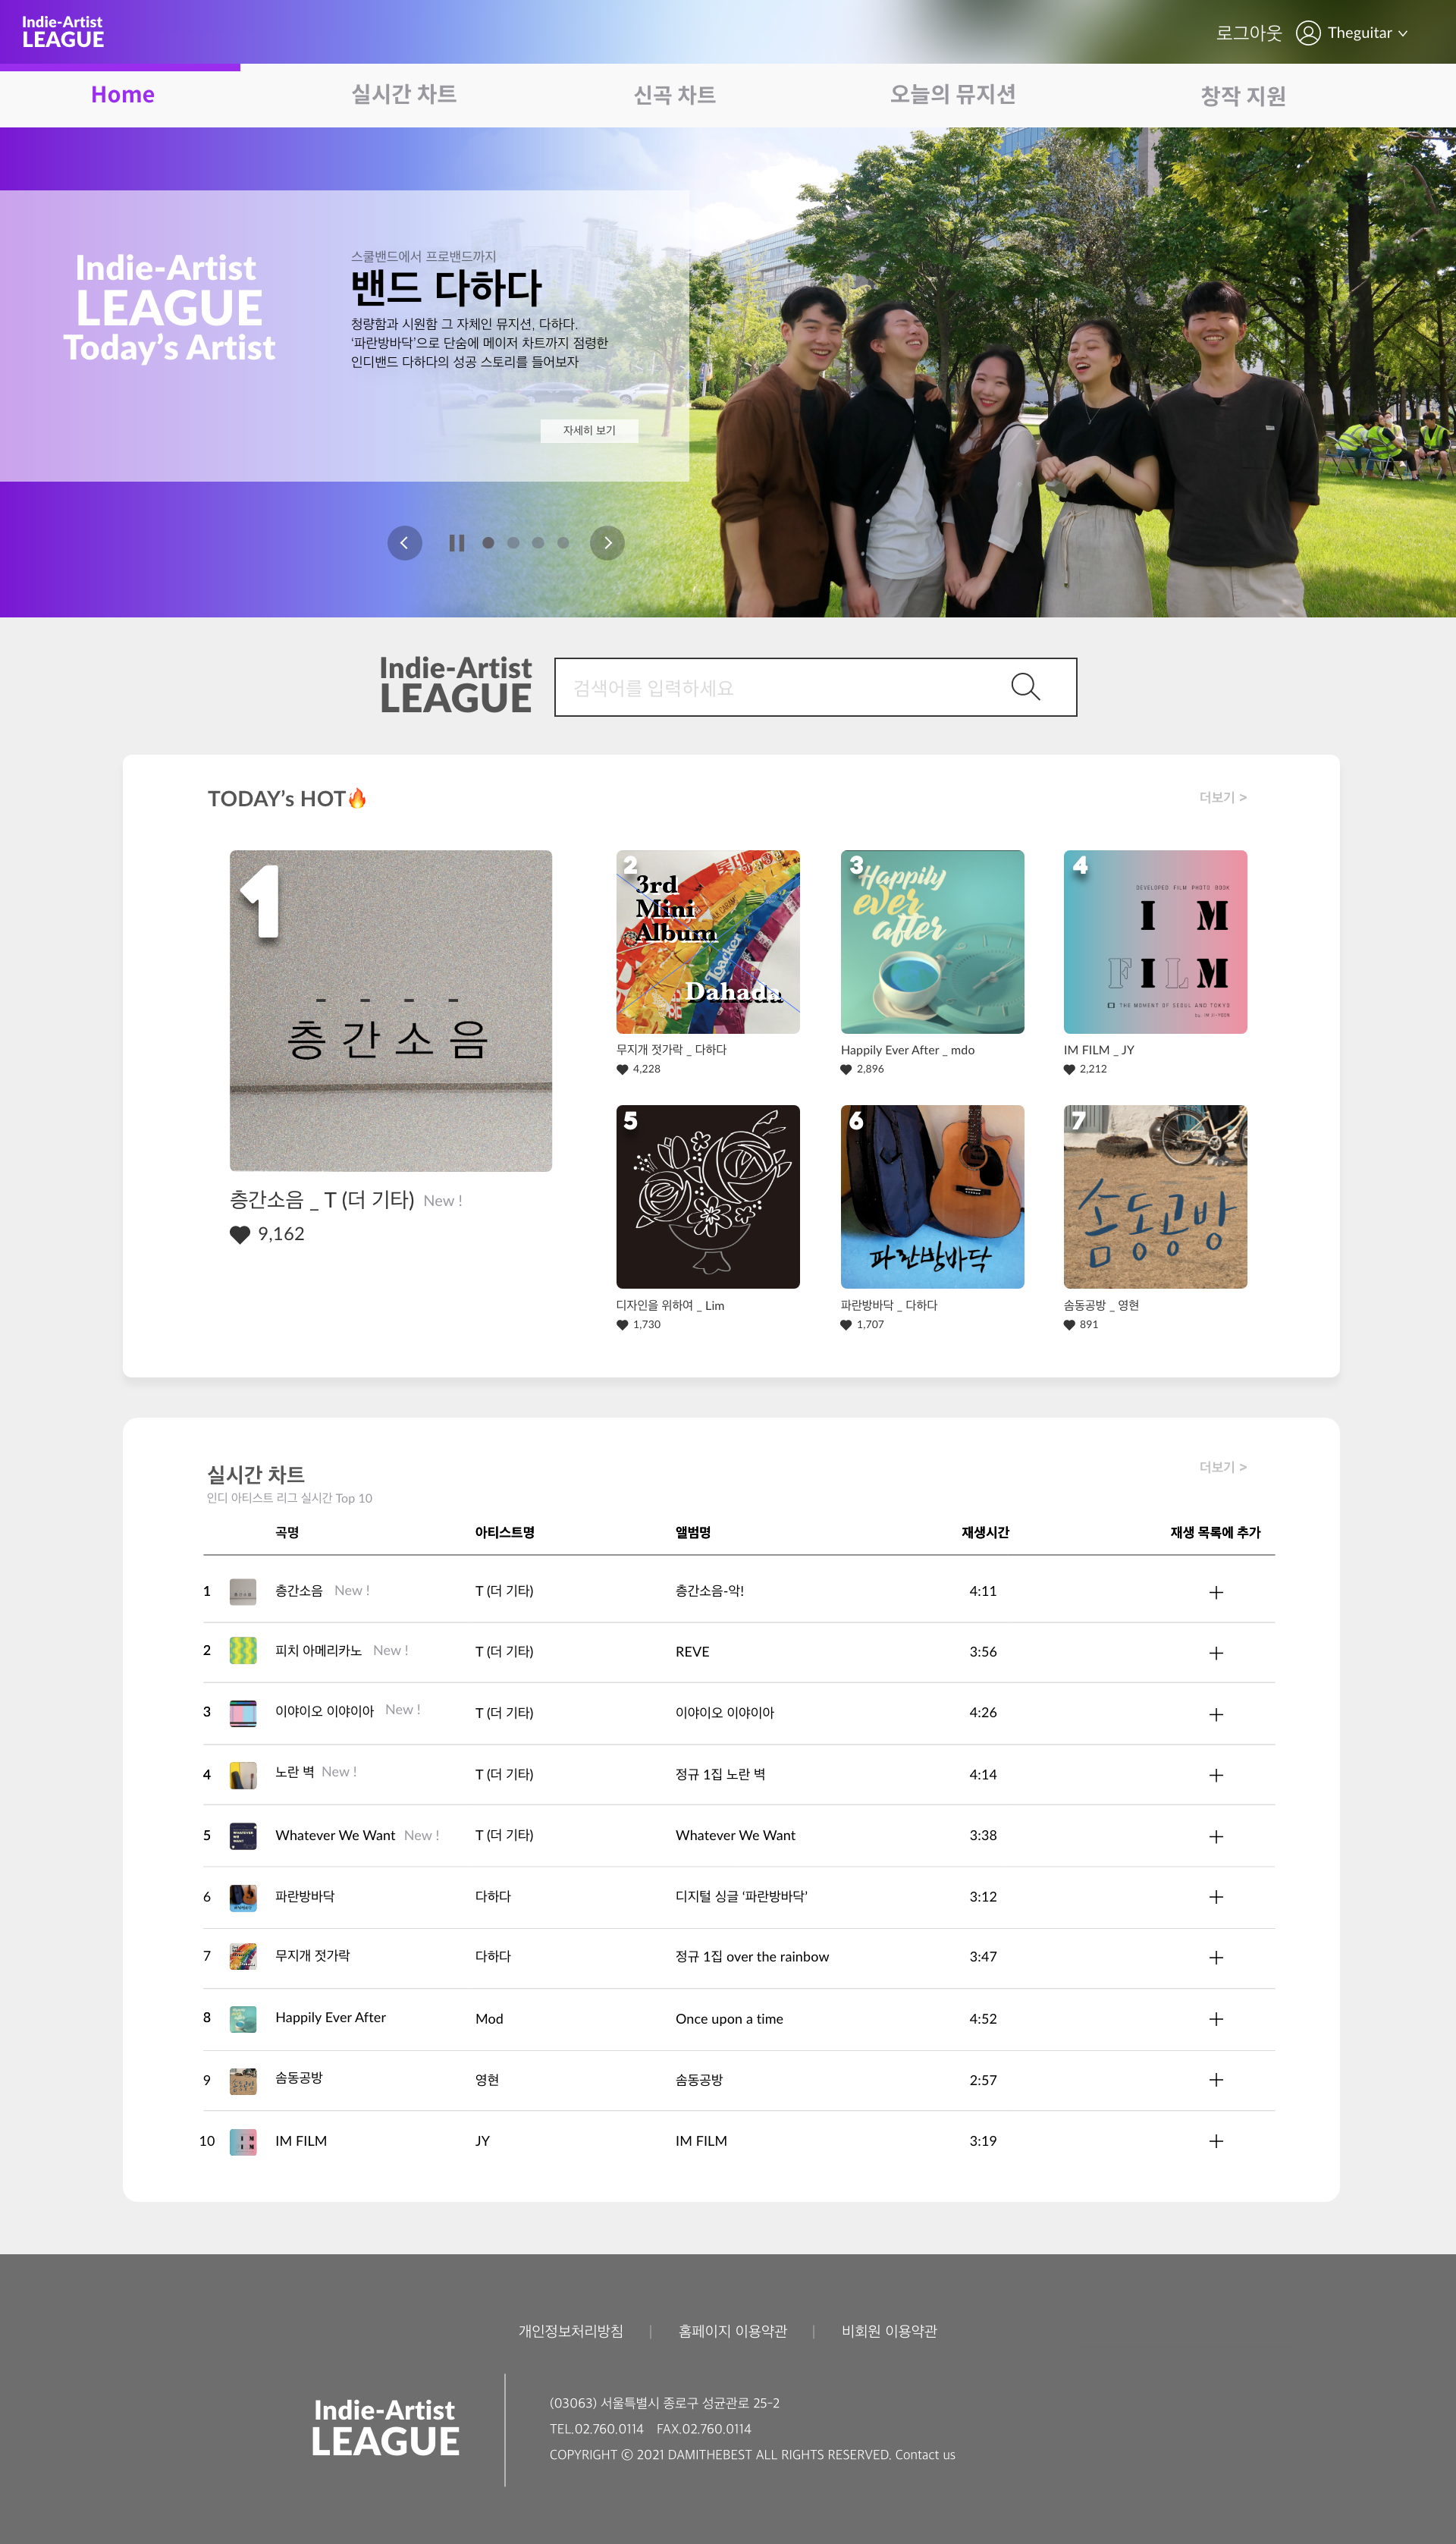 Indie-Artist
LEAGUE
로그아웃 Theguitar
Home 실시간 차트 신곡 차트 오늘의 뮤지션 창작 지원
Indie-Artist
LEAGUE
Today's Artist
스쿨밴드에서 프로밴드까지
밴드 다하다
청량함과 시원함 그 자체인 뮤지션, 다하다.
'파란방바닥'으로 단숨에 메이저 차트까지 점령한
인디밴드 다하다의 성공 스토리를 들어보자
자세히 보기
Indie-Artist
LEAGUE
검색어를 입력하세요
TODAY's HOT🔥 더보기 >
1
층간소음
층간소음 _ T (더 기타) New !
9,162
2
3rd
Mini
Album
Loacker
Dahada
무지개 젓가락 _ 다하다
4,228
3
Happily
ever
after
Happily Ever After _ mdo
2,896
4
DEVELOPED FILM PHOTO BOOK
I M
FILM
THE MOMENT OF SEOUL AND TOKYO
IM FILM _ JY
2,212
5
디자인을 위하여 _ Lim
1,730
6
파란방바닥
파란방바닥 _ 다하다
1,707
7
솜동공방
솜동공방 _ 영현
891
실시간 차트 더보기 >
인디 아티스트 리그 실시간 Top 10
곡명 아티스트명 앨범명 재생시간 재생 목록에 추가
1 층간소음 New ! T (더 기타) 층간소음-악! 4:11 +
2 피치 아메리카노 New ! T (더 기타) REVE 3:56 +
3 이야이오 이야이아 New ! T (더 기타) 이야이오 이야이아 4:26 +
4 노란 벽 New ! T (더 기타) 정규 1집 노란 벽 4:14 +
5 Whatever We Want New ! T (더 기타) Whatever We Want 3:38 +
6 파란방바닥 다하다 디지털 싱글 '파란방바닥' 3:12 +
7 무지개 젓가락 다하다 정규 1집 over the rainbow 3:47 +
8 Happily Ever After Mod Once upon a time 4:52 +
9 솜동공방 영현 솜동공방 2:57 +
10 IM FILM JY IM FILM 3:19 +
개인정보처리방침 | 홈페이지 이용약관 | 비회원 이용약관
Indie-Artist
LEAGUE
(03063) 서울특별시 종로구 성균관로 25-2
TEL.02.760.0114 FAX.02.760.0114
COPYRIGHT ⓒ 2021 DAMITHEBEST ALL RIGHTS RESERVED. Contact us